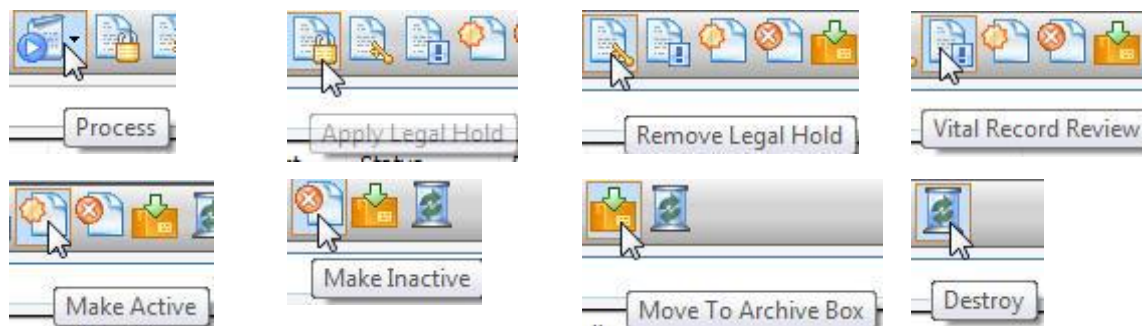 Process
Apply Legal Hold
Remove Legal Hold
Vital Record Review
Status
Make Active
Make Inactive
Move To Archive Box
Destroy